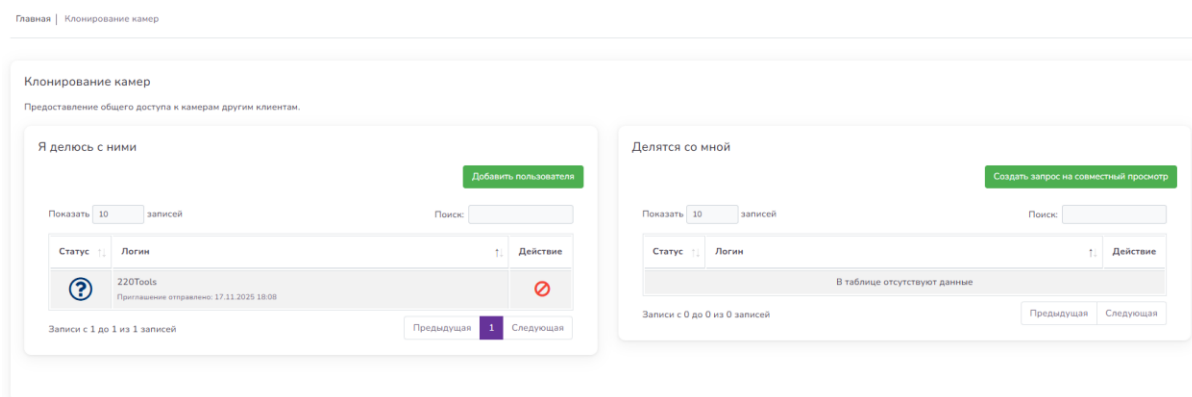 Главная | Клонирование камер
Клонирование камер
Предоставление общего доступа к камерам другим клиентам.
Я делюсь с ними
Добавить пользователя
Показать 10 записей
Поиск:
Статус Логин Действие
220Tools
Приглашение отправлено: 17.11.2025 18:08
Записи с 1 до 1 из 1 записей
Предыдущая 1 Следующая
Делятся со мной
Создать запрос на совместный просмотр
Показать 10 записей
Поиск:
Статус Логин Действие
В таблице отсутствуют данные
Записи с 0 до 0 из 0 записей
Предыдущая Следующая